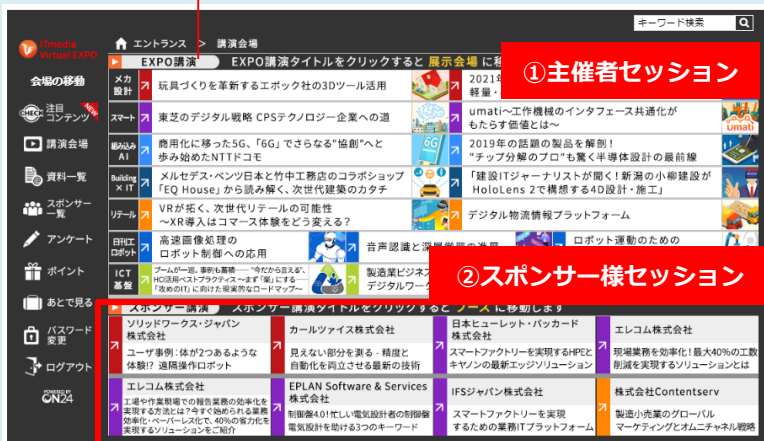 キーワード検索
ITmedia
Virtual EXPO
エントランス > 講演会場
EXPO講演
EXPO講演タイトルをクリックすると 展示会場 に移
①主催者セッション
会場の移動
CHECK
注目
コンテンツ
NEW
講演会場
資料一覧
スポンサー
一覧
アンケート
ポイント
あとで見る
パスワード
変更
ログアウト
POWERED BY
ON24
メカ
設計
玩具づくりを革新するエポック社の3Dツール活用
2021年
軽量・
スマート
東芝のデジタル戦略 CPSテクノロジー企業への道
umati~工作機械のインタフェース共通化が
もたらす価値とは~
umati
組み込み
AI
商用化に移った5G、「6G」でさらなる"協創"へと
歩み始めたNTTドコモ
6G
2019年の話題の製品を解剖!
"チップ分解のプロ"も驚く半導体設計の最前線
Building
× IT
メルセデス・ベンツ日本と竹中工務店のコラボショップ
「EQ House」から読み解く、次世代建築のカタチ
「建設ITジャーナリストが聞く!新潟の小柳建設が
HoloLens 2で構想する4D設計・施工」
リテール
VRが拓く、次世代リテールの可能性
~XR導入はコマース体験をどう変える?
デジタル物流情報プラットフォーム
日刊工
ロボット
高速画像処理の
ロボット制御への応用
音声認識と深層学習の進展
ロボット運動のための
ICT
基盤
ブームが一巡。事例も蓄積――"今だから言える"、
「攻めのIT」に向けた現実的なロードマップ~
製造業ビジネス
デジタルワーク
②スポンサー様セッション
スポンサー講演
スポンサー講演タイトルをクリックすると ブース に移動します
ソリッドワークス・ジャパン
株式会社
ユーザ事例:体が2つあるような
体験!? 遠隔操作ロボット
カールツァイス株式会社
見えない部分を測る - 精度と
自動化を両立させる最新の技術
日本ヒューレット・パッカード
株式会社
スマートファクトリーを実現するHPEと
キヤノンの最新エッジソリューション
エレコム株式会社
現場業務を効率化!最大40%の工数
削減を実現するソリューションとは
エレコム株式会社
工場や作業現場での報告業務の効率化を
実現する方法とは?今すぐ始められる業務
効率化・ペーパーレス化で、40%の省力化を
実現するソリューションをご紹介
EPLAN Software & Services
株式会社
制御盤4.0!忙しい電気設計者の制御盤
電気設計を助ける3つのキーワード
IFSジャパン株式会社
スマートファクトリーを実現
するための業務ITプラットフォーム
株式会社Contentserv
製造小売業のグローバル
マーケティングとオムニチャネル戦略